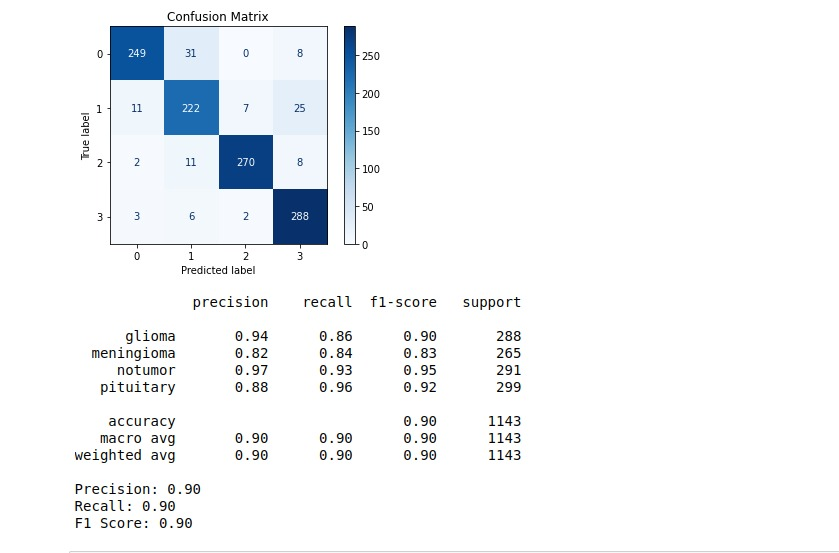 Confusion Matrix
0 249 31 0 8
1 11 222 7 25
2 2 11 270 8
3 3 6 2 288
0 1 2 3
True label
Predicted label
250
200
150
100
50
0
precision recall f1-score support
glioma 0.94 0.86 0.90 288
meningioma 0.82 0.84 0.83 265
notumor 0.97 0.93 0.95 291
pituitary 0.88 0.96 0.92 299
accuracy 0.90 1143
macro avg 0.90 0.90 0.90 1143
weighted avg 0.90 0.90 0.90 1143
Precision: 0.90
Recall: 0.90
F1 Score: 0.90